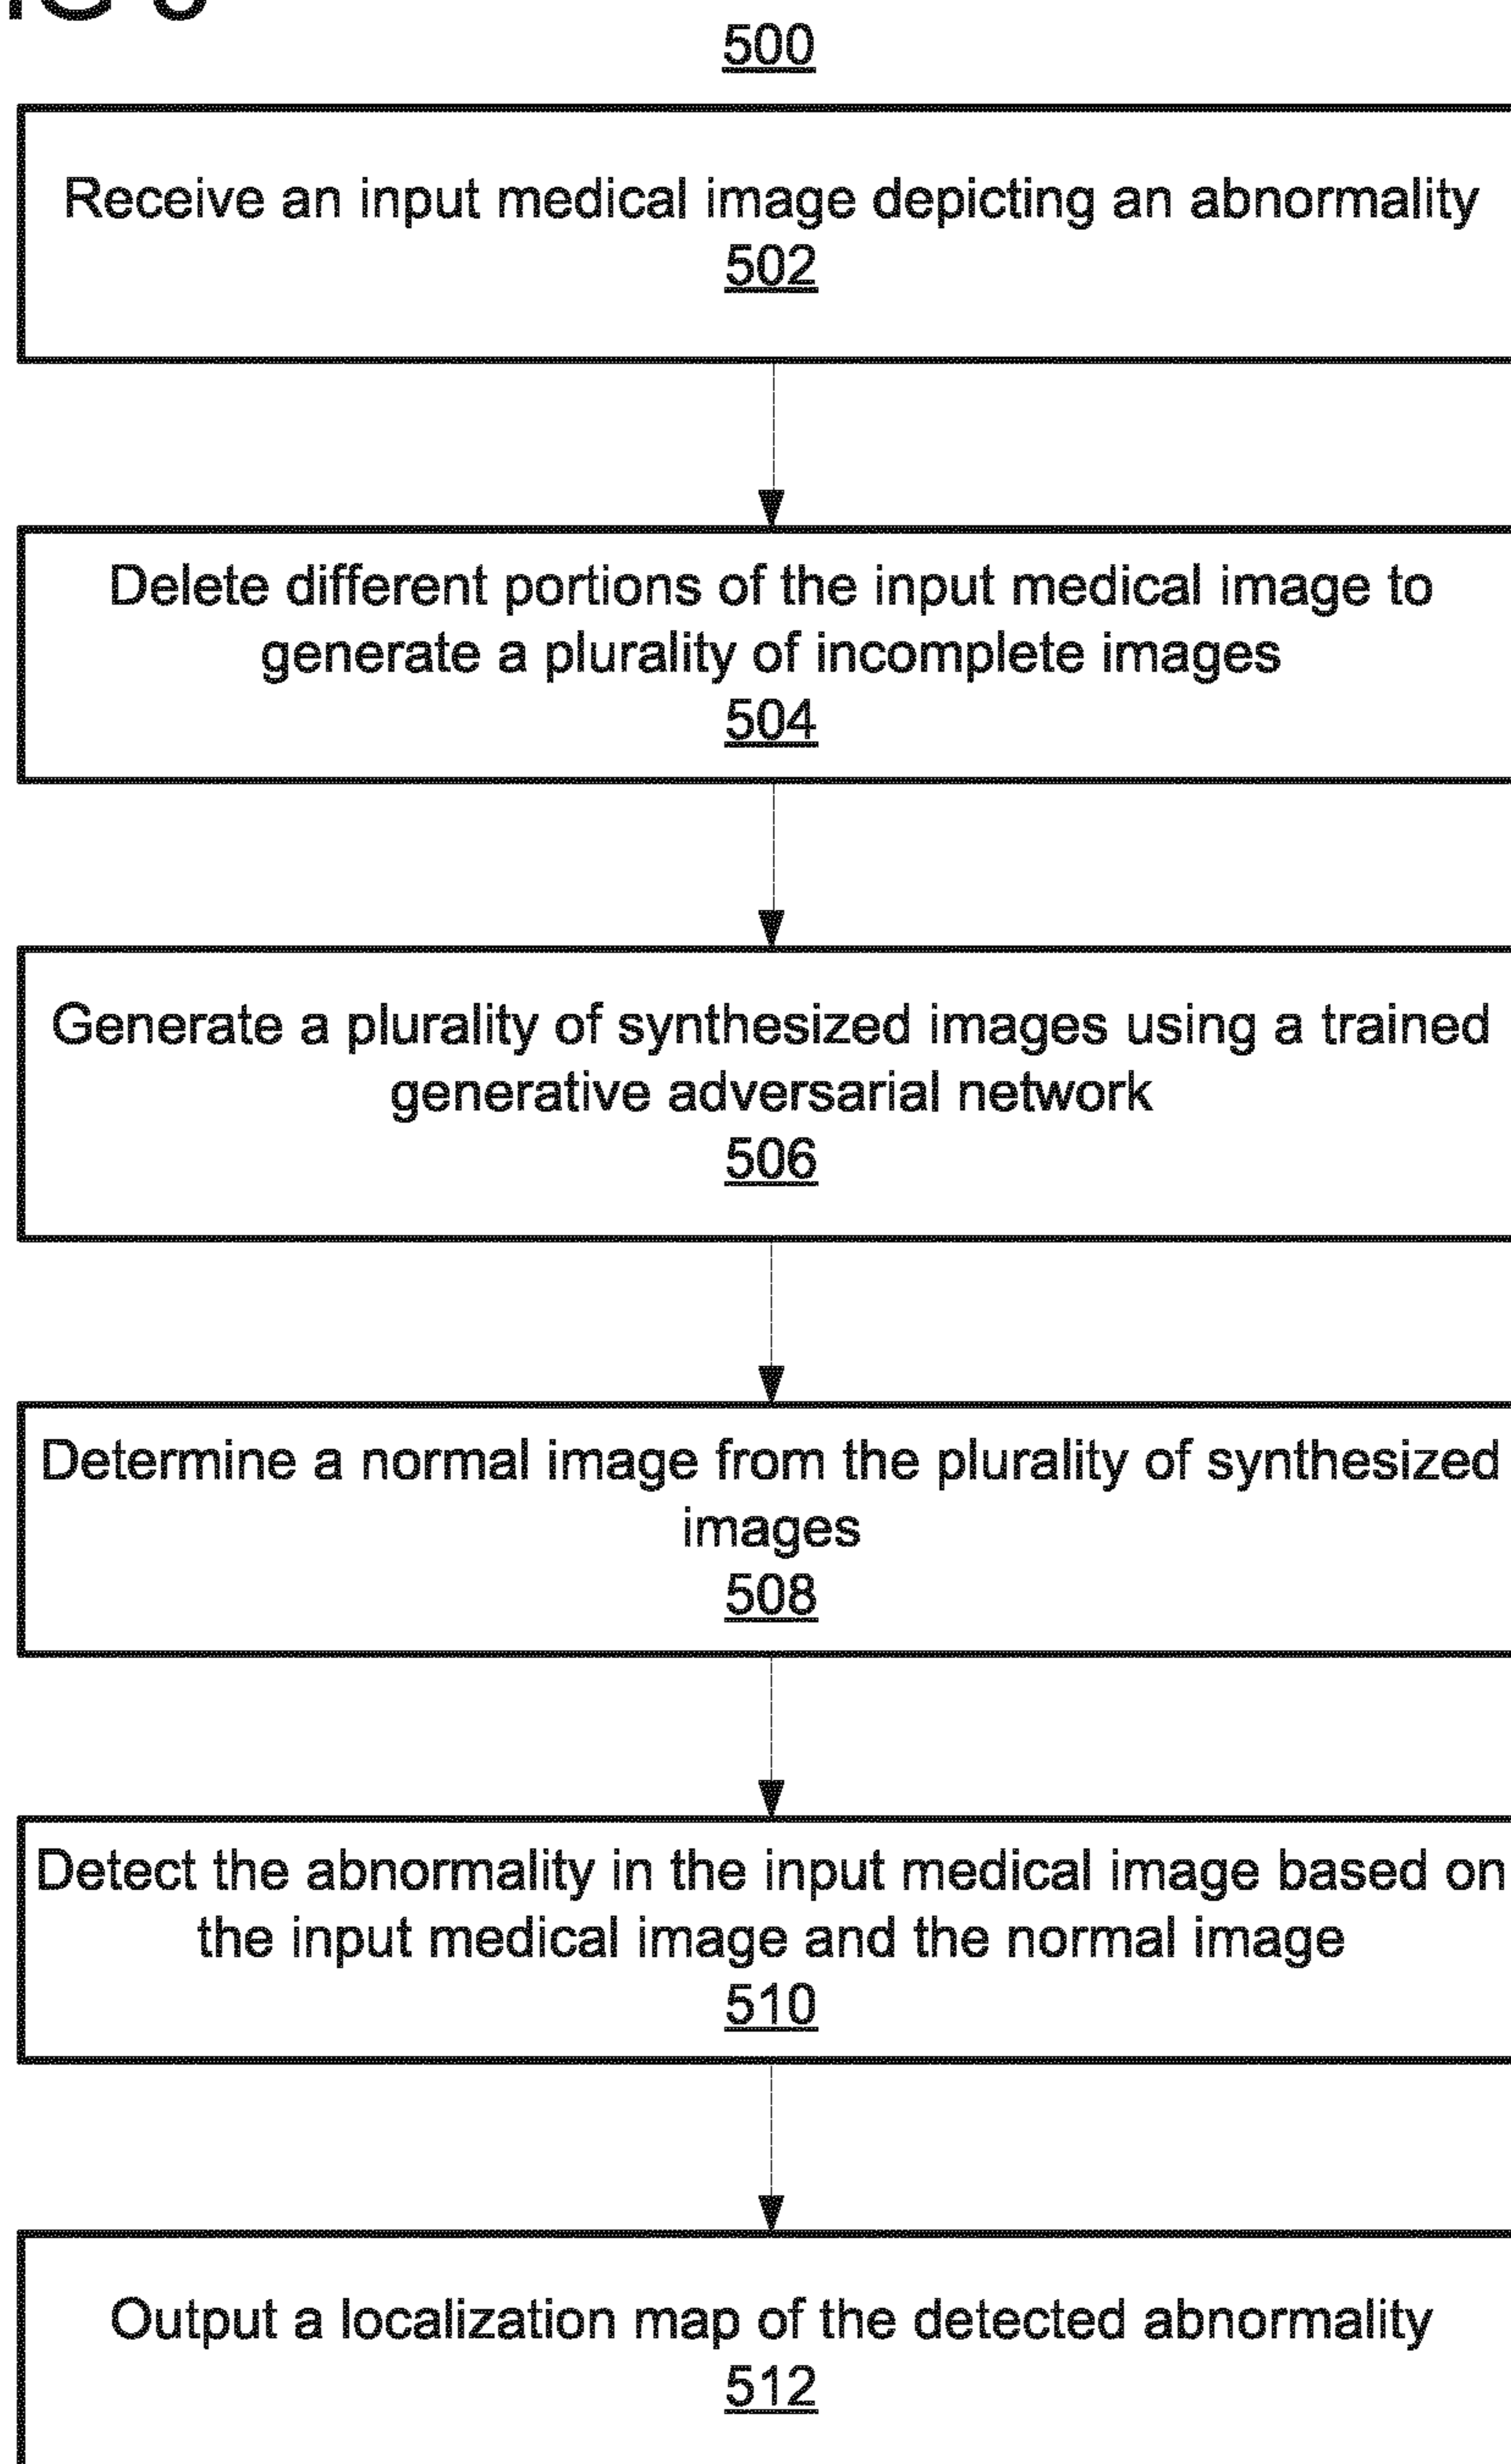 500
Receive an input medical image depicting an abnormality
502
Delete different portions of the input medical image to
generate a plurality of incomplete images
504
Generate a plurality of synthesized images using a trained
generative adversarial network
506
Determine a normal image from the plurality of synthesized
images
508
Detect the abnormality in the input medical image based on
the input medical image and the normal image
510
Output a localization map of the detected abnormality
512